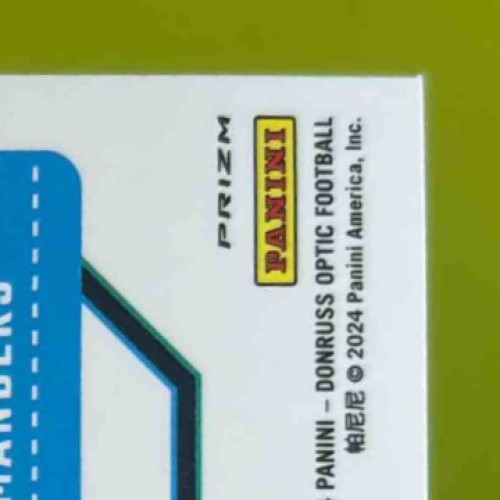 PRIZM
PANINI
PANINI – DONRUSS OPTIC FOOTBALL
帕尼尼 © 2024 Panini America, Inc.